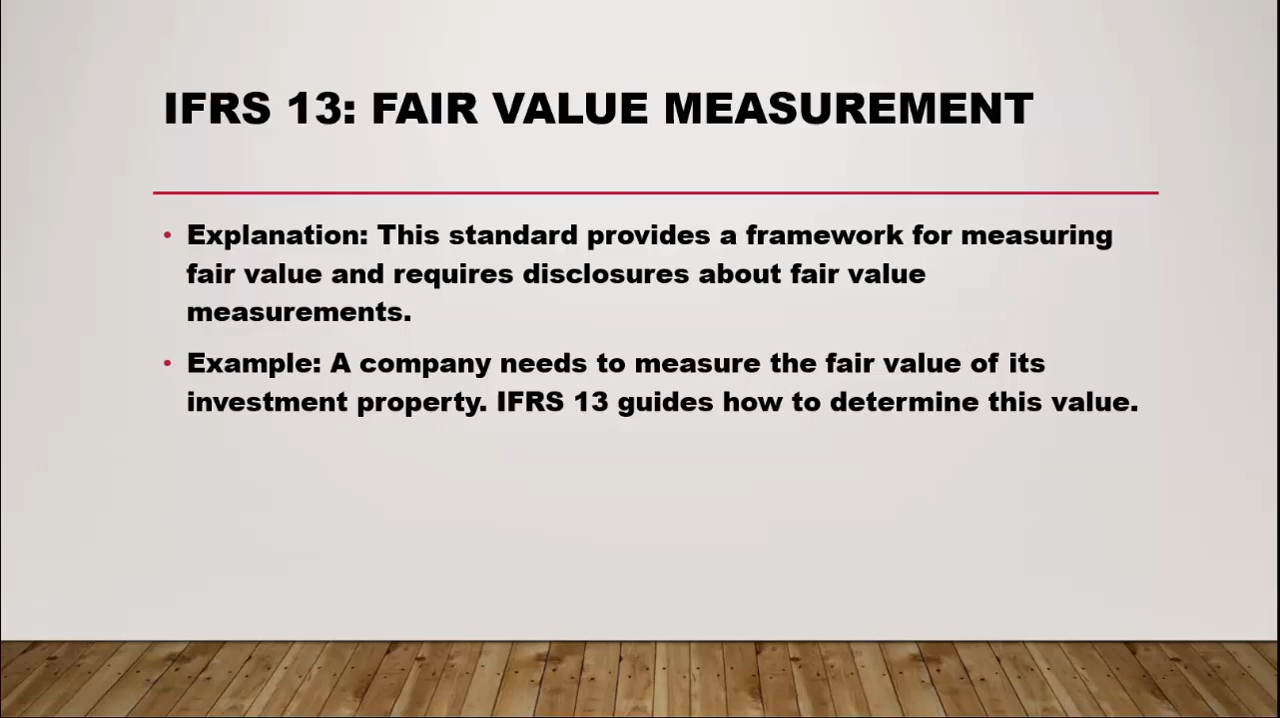 IFRS 13: FAIR VALUE MEASUREMENT
• Explanation: This standard provides a framework for measuring
fair value and requires disclosures about fair value
measurements.
• Example: A company needs to measure the fair value of its
investment property. IFRS 13 guides how to determine this value.